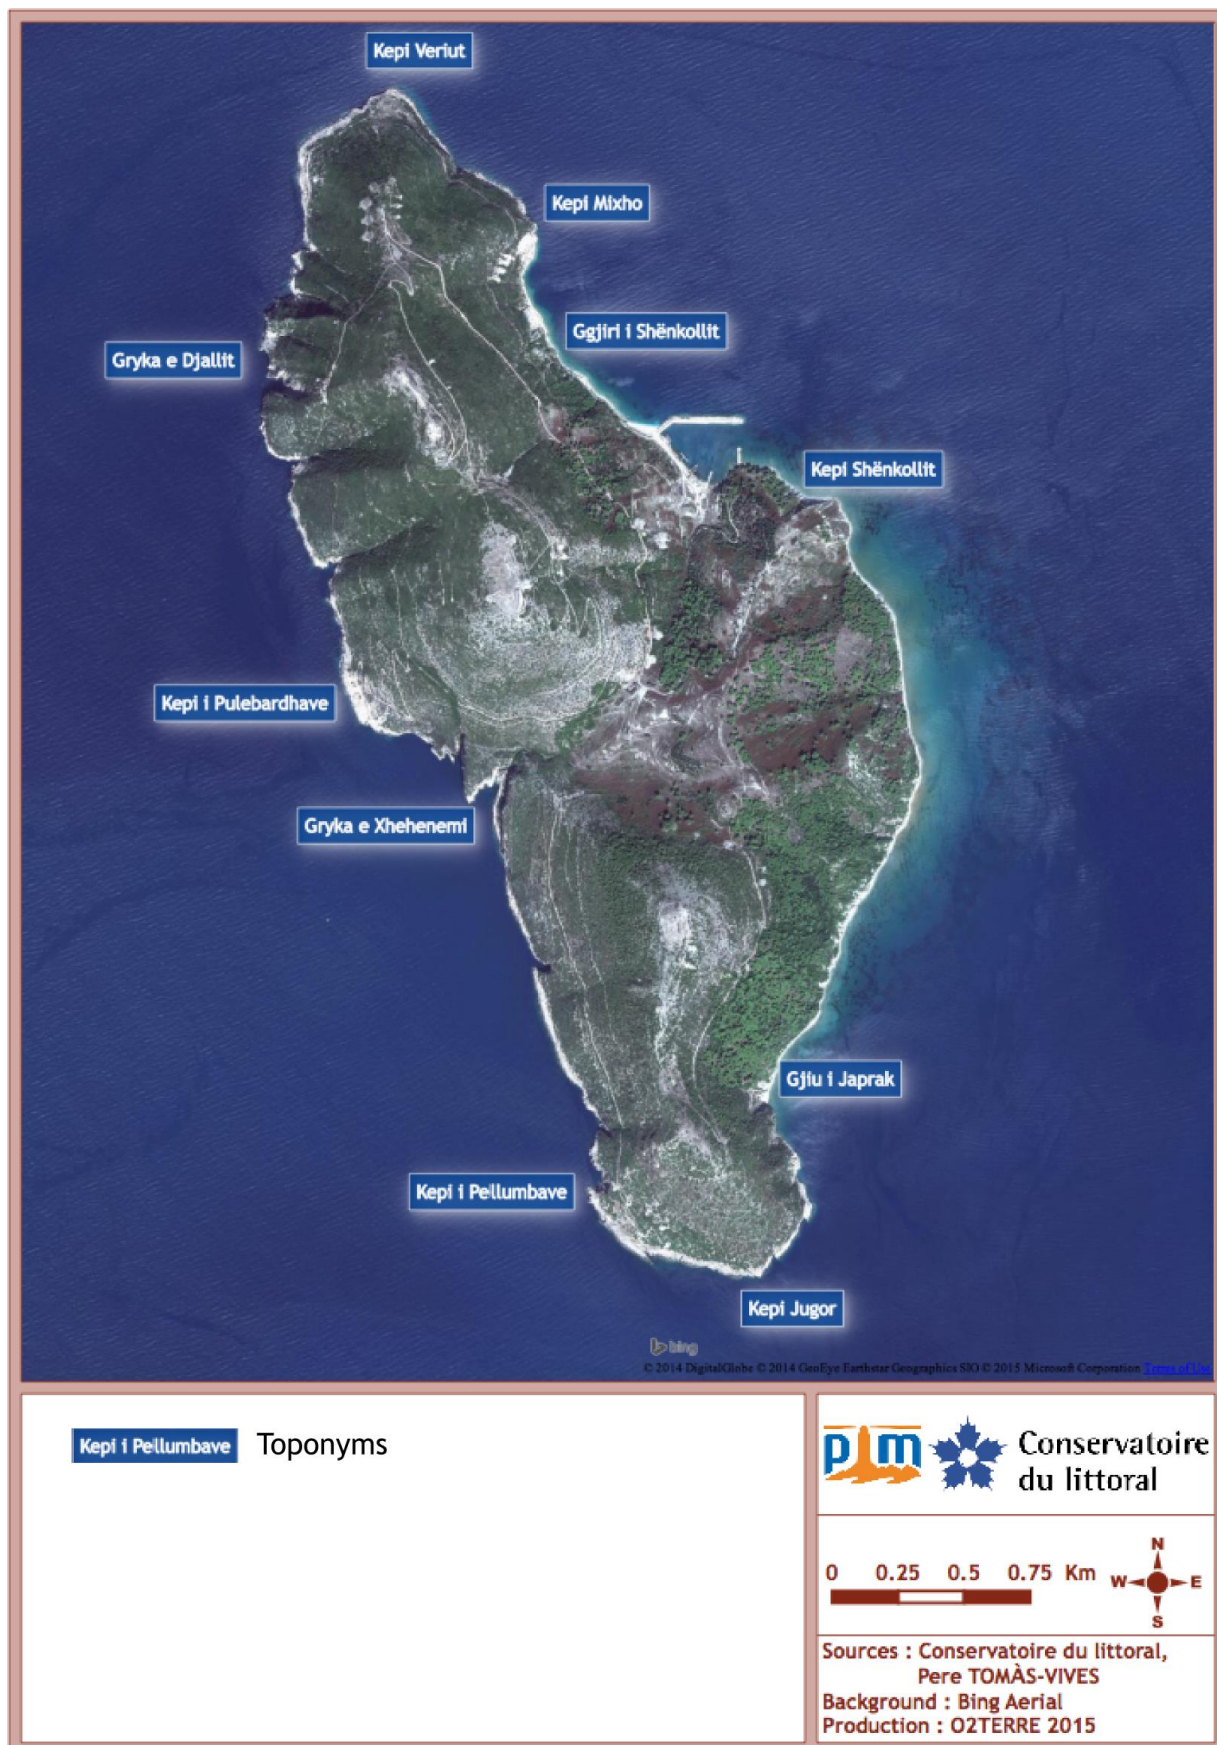 Kepi Veriut
Kepi Mixho
Ggjiri i Shënkollit
Gryka e Djallit
Kepi Shënkollit
Kepi i Pulebardhave
Gryka e Xhehenemi
Gjiu i Japrak
Kepi i Pellumbave
Kepi Jugor
bing
© 2014 DigitalGlobe © 2014 GeoEye Earthstar Geographics SIO © 2015 Microsoft Corporation Terms of Use
Kepi i Pellumbave Toponyms
pim
Conservatoire
du littoral
0 0.25 0.5 0.75 Km
N
W E
S
Sources : Conservatoire du littoral,
Pere TOMÀS-VIVES
Background : Bing Aerial
Production : O2TERRE 2015